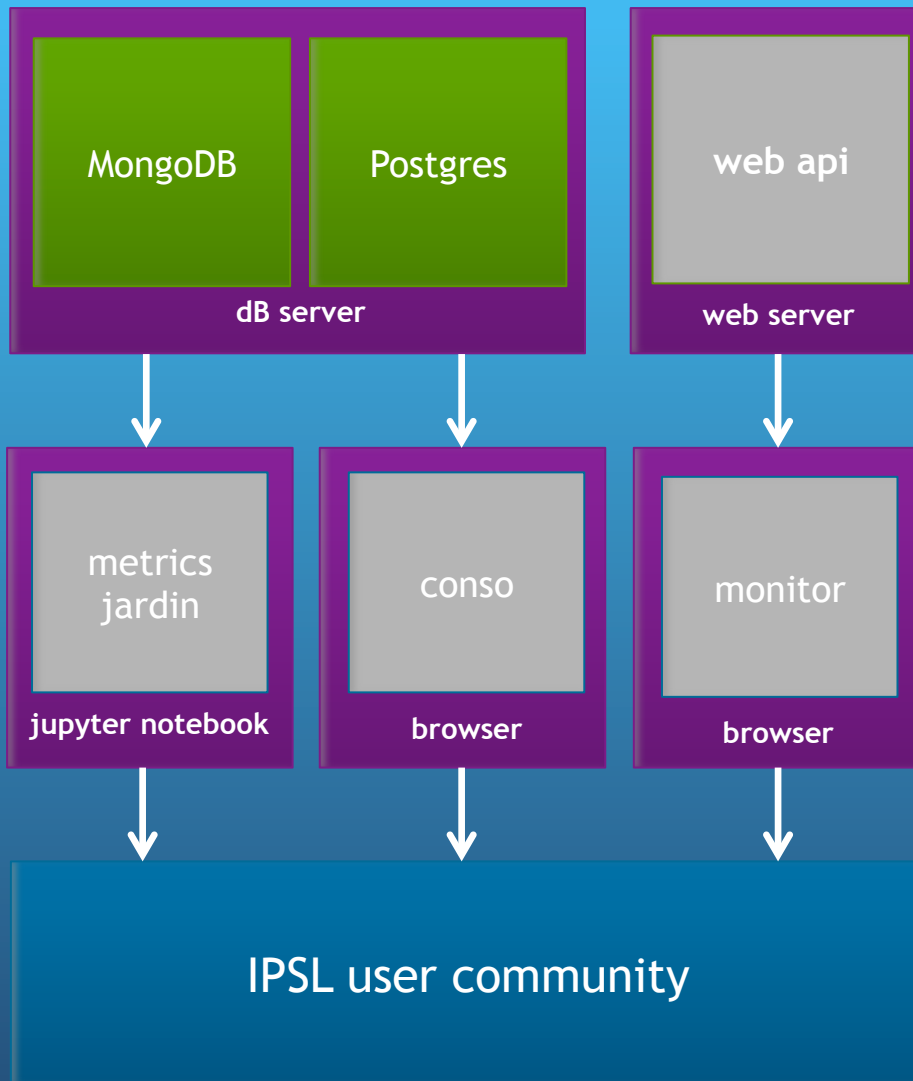 MongoDB
Postgres
web api
dB server
web server
metrics
jardin
conso
monitor
jupyter notebook
browser
browser
IPSL user community